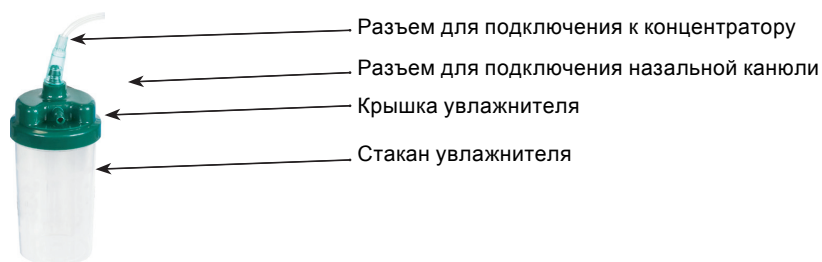 Разъем для подключения к концентратору
Разъем для подключения назальной канюли
Крышка увлажнителя
Стакан увлажнителя